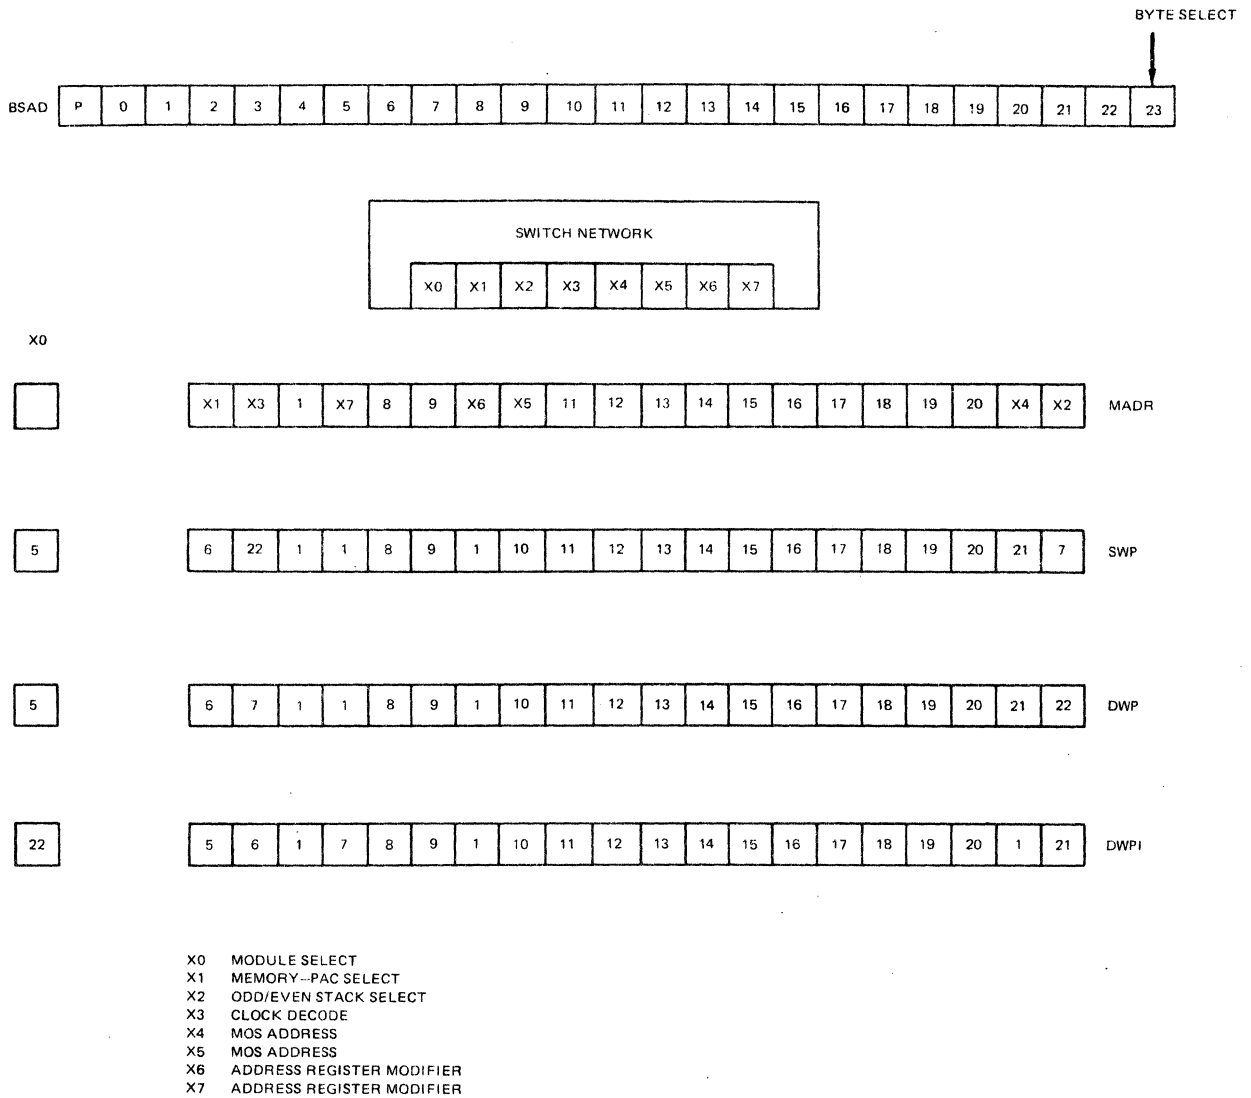 BYTE SELECT
BSAD P 0 1 2 3 4 5 6 7 8 9 10 11 12 13 14 15 16 17 18 19 20 21 22 23
SWITCH NETWORK
X0 X1 X2 X3 X4 X5 X6 X7
X0
X1 X3 1 X7 8 9 X6 X5 11 12 13 14 15 16 17 18 19 20 X4 X2 MADR
5 6 22 1 1 8 9 1 10 11 12 13 14 15 16 17 18 19 20 21 7 SWP
5 6 7 1 1 8 9 1 10 11 12 13 14 15 16 17 18 19 20 21 22 DWP
22 5 6 1 7 8 9 1 10 11 12 13 14 15 16 17 18 19 20 1 21 DWPI
X0 MODULE SELECT
X1 MEMORY--PAC SELECT
X2 ODD/EVEN STACK SELECT
X3 CLOCK DECODE
X4 MOS ADDRESS
X5 MOS ADDRESS
X6 ADDRESS REGISTER MODIFIER
X7 ADDRESS REGISTER MODIFIER